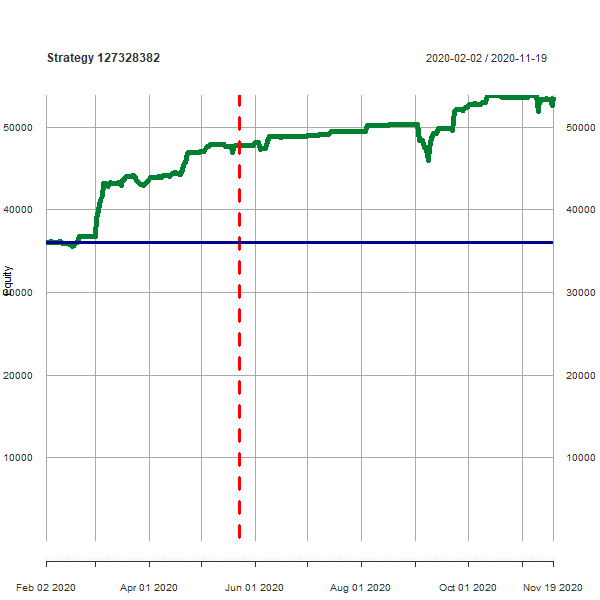 Strategy 127328382
2020-02-02 / 2020-11-19
50000
50000
40000
40000
Equity
30000
30000
20000
20000
10000
10000
Feb 02 2020
Apr 01 2020
Jun 01 2020
Aug 01 2020
Oct 01 2020
Nov 19 2020